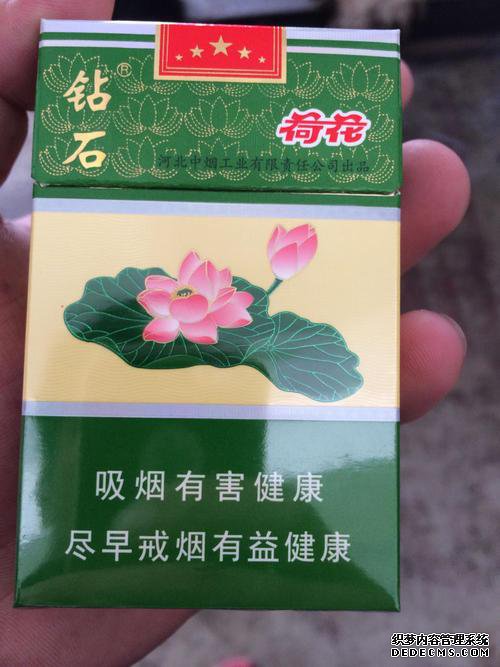 钻石®
荷花
河北中烟工业有限责任公司出品
吸烟有害健康
尽早戒烟有益健康
织梦内容管理系统
DEDECMS.COM